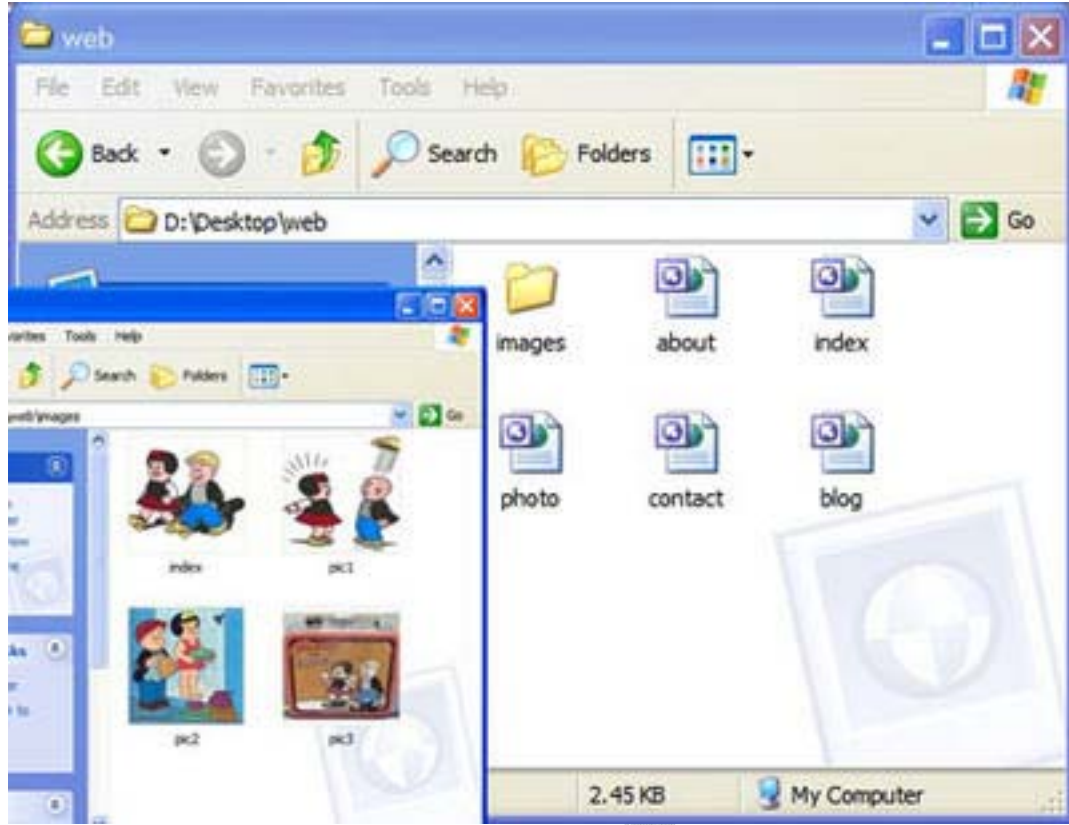 web
File Edit View Favorites Tools Help
Back Search Folders
Address D:\Desktop\web Go
images about index
photo contact blog
2.45 KB My Computer
Tools Help
Search Folders
web\images Go
index pic1
pic2 pic3